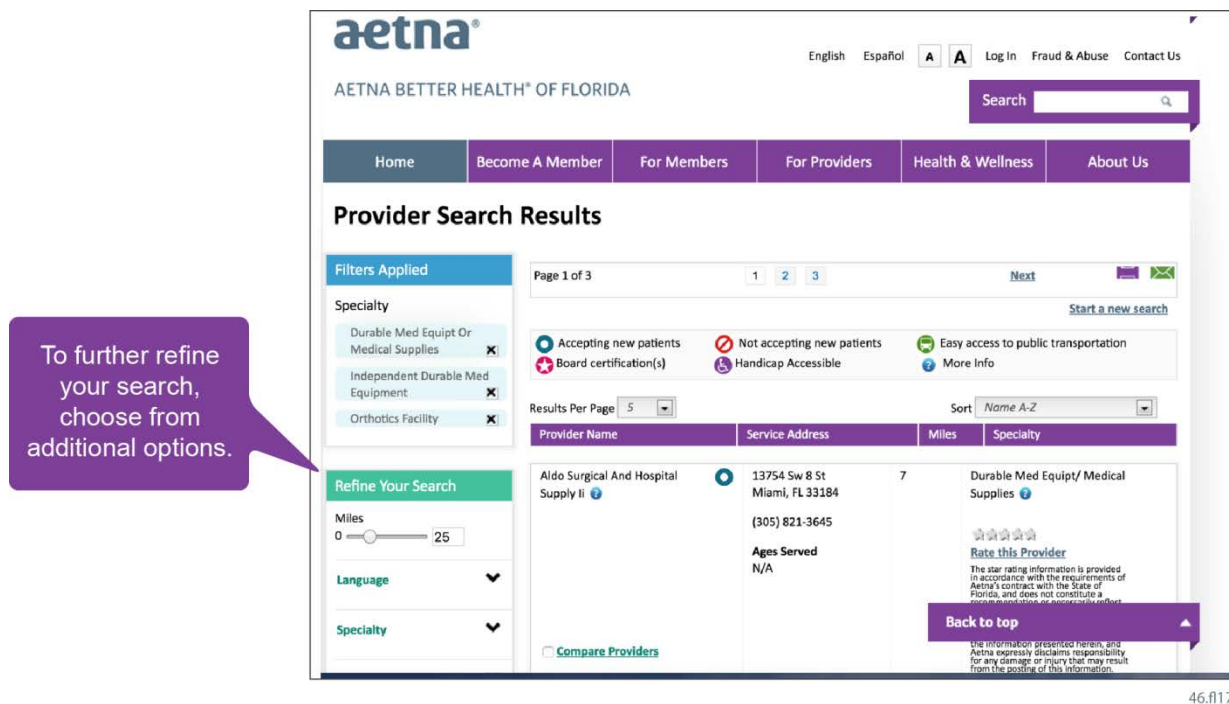 aetna®
English Español A A Log In Fraud & Abuse Contact Us
AETNA BETTER HEALTH® OF FLORIDA
Search
Home Become A Member For Members For Providers Health & Wellness About Us
Provider Search Results
Filters Applied
Specialty
Durable Med Equipt Or
Medical Supplies
Independent Durable Med
Equipment
Orthotics Facility
To further refine
your search,
choose from
additional options.
Refine Your Search
Miles
0 25
Language
Specialty
Page 1 of 3 1 2 3 Next
Start a new search
Accepting new patients Not accepting new patients Easy access to public transportation
Board certification(s) Handicap Accessible More Info
Results Per Page 5 Sort Name A-Z
Provider Name Service Address Miles Specialty
Aldo Surgical And Hospital
Supply Ii
13754 Sw 8 St
Miami, FL 33184
(305) 821-3645
Ages Served
N/A
7
Durable Med Equipt/ Medical
Supplies
Rate this Provider
The star rating information is provided
in accordance with the requirements of
Aetna's contract with the State of
Florida, and does not constitute a
recommendation or necessarily reflect
Back to top
the information presented herein, and
Aetna expressly disclaims responsibility
for any damage or injury that may result
from the posting of this information.
Compare Providers
46.fl17